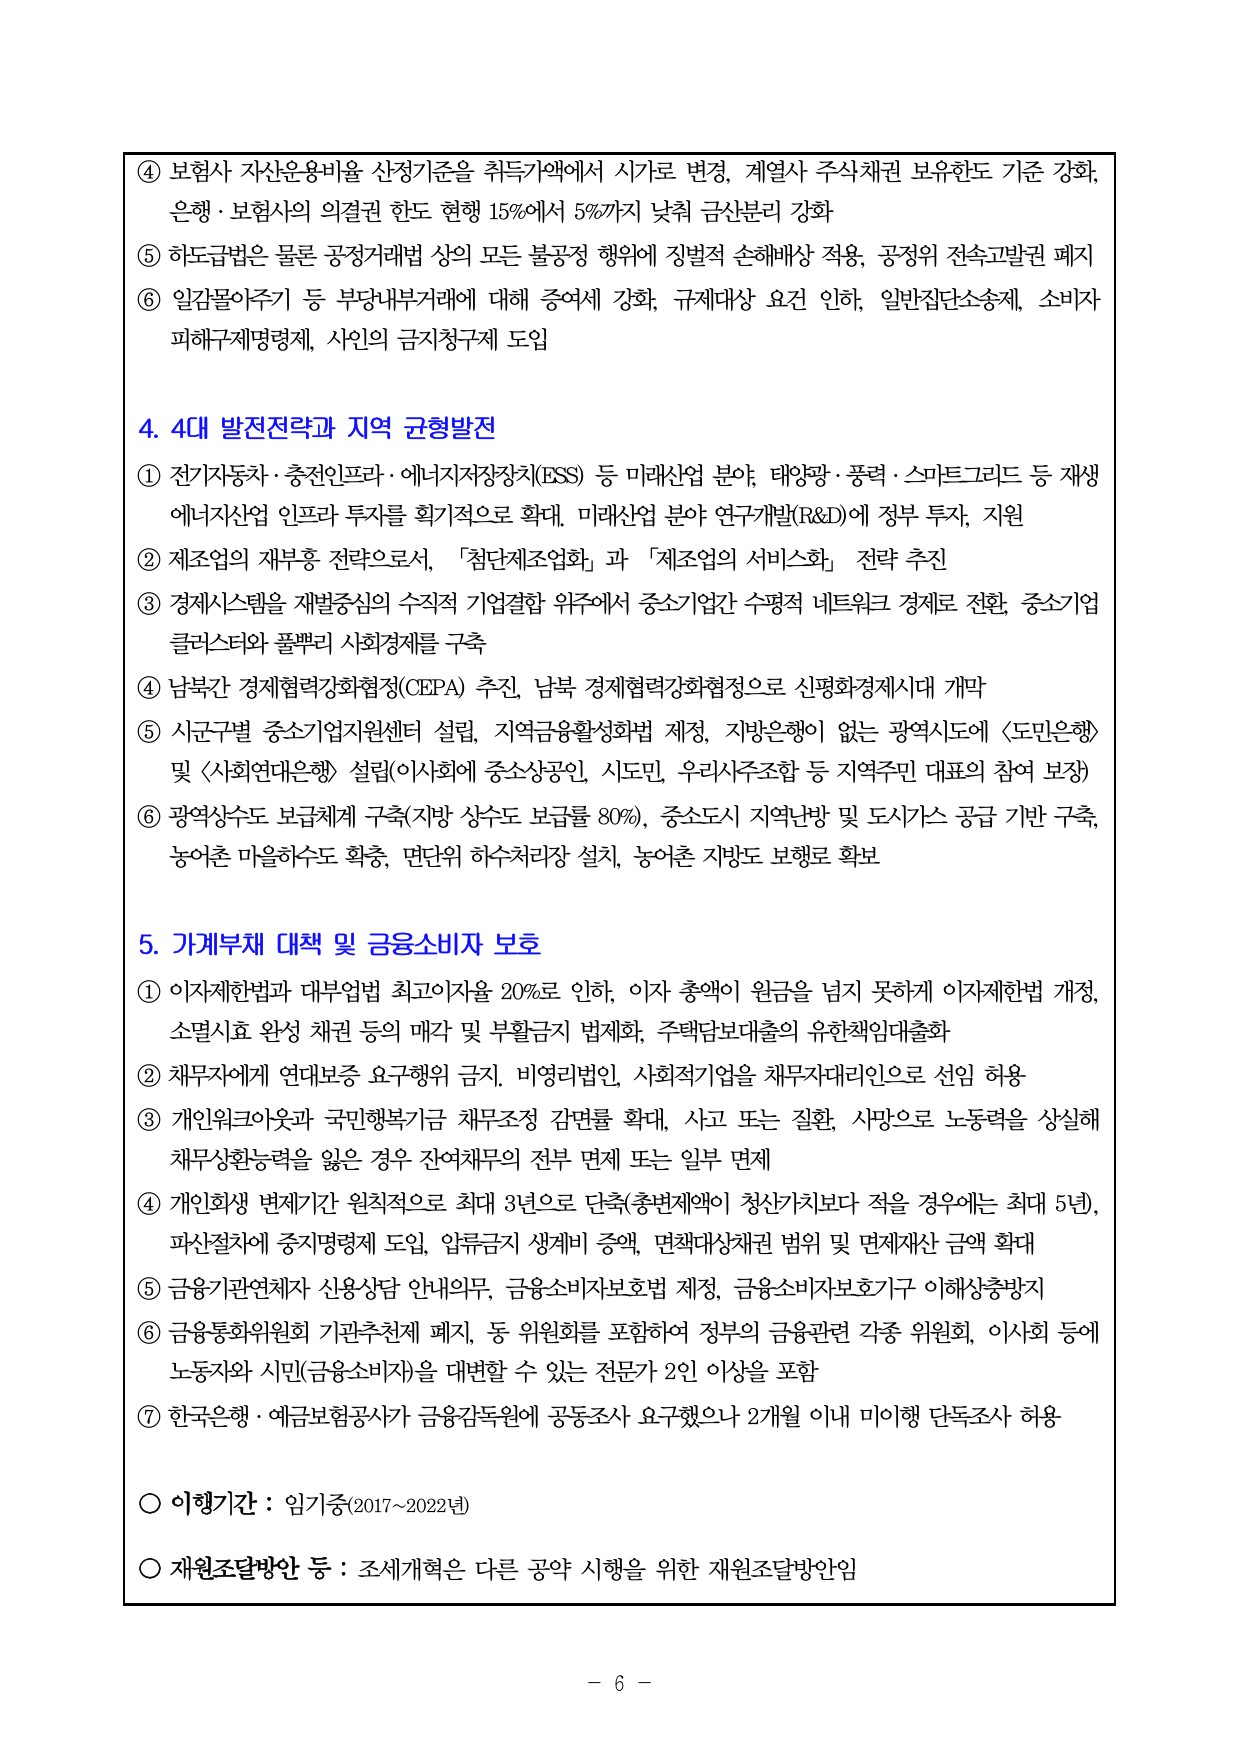 ④ 보험사 자산운용비율 산정기준을 취득가액에서 시가로 변경, 계열사 주식채권 보유한도 기준 강화,
은행·보험사의 의결권 한도 현행 15%에서 5%까지 낮춰 금산분리 강화
⑤ 하도급법은 물론 공정거래법 상의 모든 불공정 행위에 징벌적 손해배상 적용, 공정위 전속고발권 폐지
⑥ 일감몰아주기 등 부당내부거래에 대해 증여세 강화, 규제대상 요건 인하, 일반집단소송제, 소비자
피해구제명령제, 사인의 금지청구제 도입
4. 4대 발전전략과 지역 균형발전
① 전기자동차·충전인프라·에너지저장장치(ESS) 등 미래산업 분야, 태양광·풍력·스마트그리드 등 재생
에너지산업 인프라 투자를 획기적으로 확대. 미래산업 분야 연구개발(R&D)에 정부 투자, 지원
② 제조업의 재부흥 전략으로서, 「첨단제조업화」과 「제조업의 서비스화」 전략 추진
③ 경제시스템을 재벌중심의 수직적 기업결합 위주에서 중소기업간 수평적 네트워크 경제로 전환, 중소기업
클러스터와 풀뿌리 사회경제를 구축
④ 남북간 경제협력강화협정(CEPA) 추진, 남북 경제협력강화협정으로 신평화경제시대 개막
⑤ 시군구별 중소기업지원센터 설립, 지역금융활성화법 제정, 지방은행이 없는 광역시도에 〈도민은행〉
및 〈사회연대은행〉 설립(이사회에 중소상공인, 시도민, 우리사주조합 등 지역주민 대표의 참여 보장)
⑥ 광역상수도 보급체계 구축(지방 상수도 보급률 80%), 중소도시 지역난방 및 도시가스 공급 기반 구축,
농어촌 마을하수도 확충, 면단위 하수처리장 설치, 농어촌 지방도 보행로 확보
5. 가계부채 대책 및 금융소비자 보호
① 이자제한법과 대부업법 최고이자율 20%로 인하, 이자 총액이 원금을 넘지 못하게 이자제한법 개정,
소멸시효 완성 채권 등의 매각 및 부활금지 법제화, 주택담보대출의 유한책임대출화
② 채무자에게 연대보증 요구행위 금지. 비영리법인, 사회적기업을 채무자대리인으로 선임 허용
③ 개인워크아웃과 국민행복기금 채무조정 감면률 확대, 사고 또는 질환, 사망으로 노동력을 상실해
채무상환능력을 잃은 경우 잔여채무의 전부 면제 또는 일부 면제
④ 개인회생 변제기간 원칙적으로 최대 3년으로 단축(총변제액이 청산가치보다 적을 경우에는 최대 5년),
파산절차에 중지명령제 도입, 압류금지 생계비 증액, 면책대상채권 범위 및 면제재산 금액 확대
⑤ 금융기관연체자 신용상담 안내의무, 금융소비자보호법 제정, 금융소비자보호기구 이해상충방지
⑥ 금융통화위원회 기관추천제 폐지, 동 위원회를 포함하여 정부의 금융관련 각종 위원회, 이사회 등에
노동자와 시민(금융소비자)을 대변할 수 있는 전문가 2인 이상을 포함
⑦ 한국은행·예금보험공사가 금융감독원에 공동조사 요구했으나 2개월 이내 미이행 단독조사 허용
○ 이행기간 : 임기중(2017~2022년)
○ 재원조달방안 등 : 조세개혁은 다른 공약 시행을 위한 재원조달방안임
- 6 -